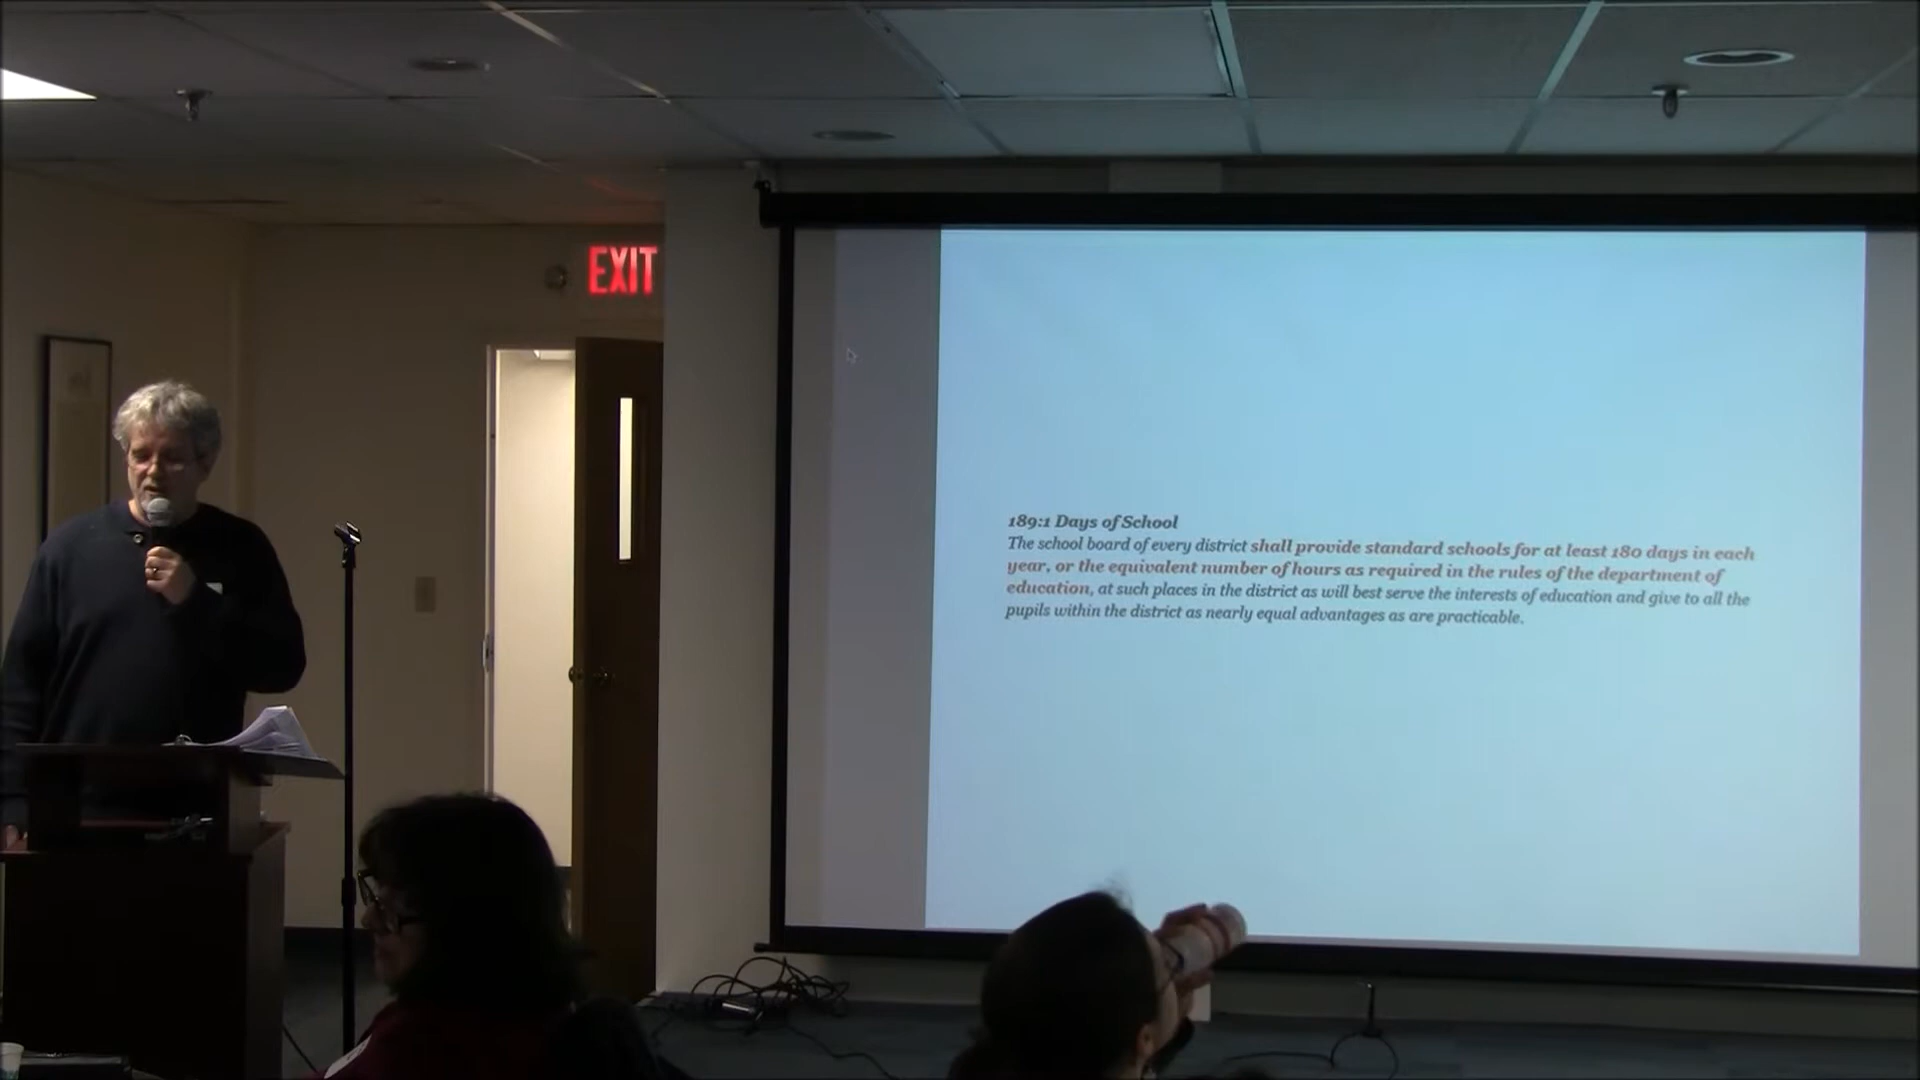 EXIT
189:1 Days of School
The school board of every district shall provide standard schools for at least 180 days in each
year, or the equivalent number of hours as required in the rules of the department of
education, at such places in the district as will best serve the interests of education and give to all the
pupils within the district as nearly equal advantages as are practicable.